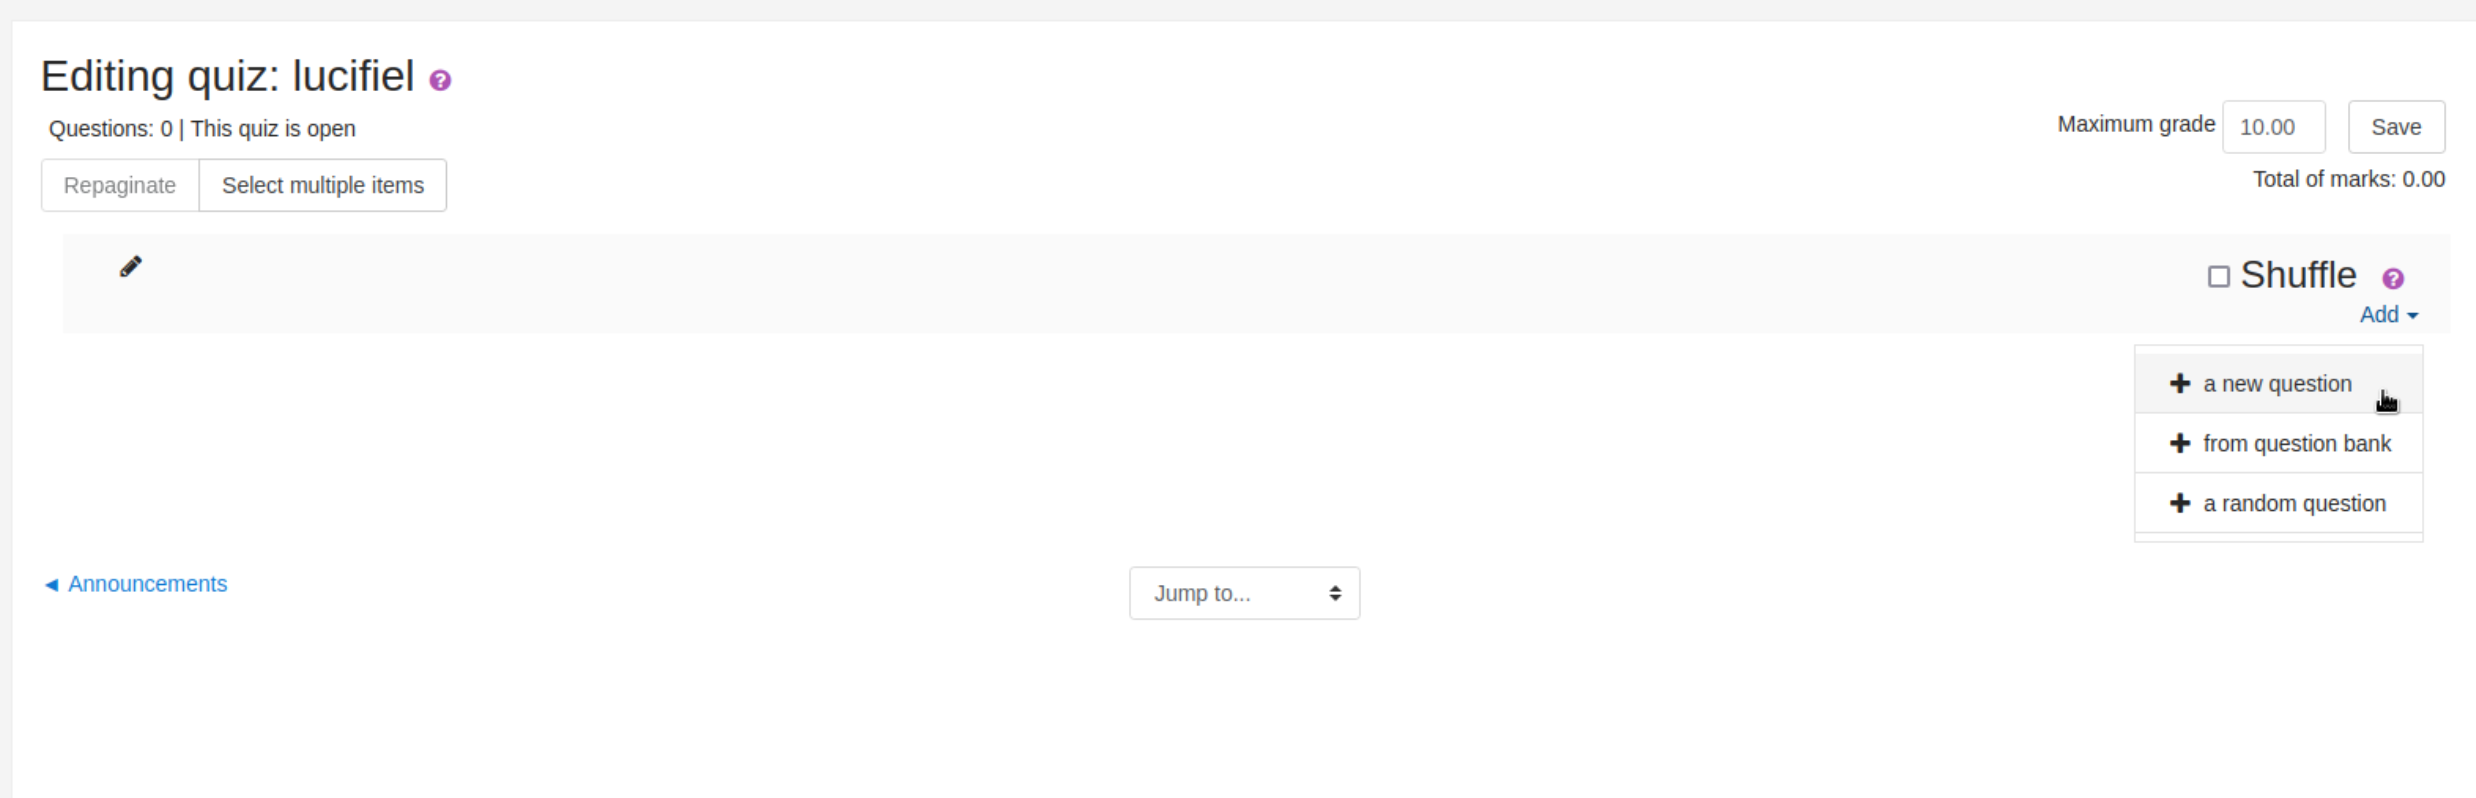 Editing quiz: lucifiel
Questions: 0 | This quiz is open
Maximum grade 10.00 Save
Repaginate Select multiple items
Total of marks: 0.00
Shuffle
Add
a new question
from question bank
a random question
◄ Announcements
Jump to...